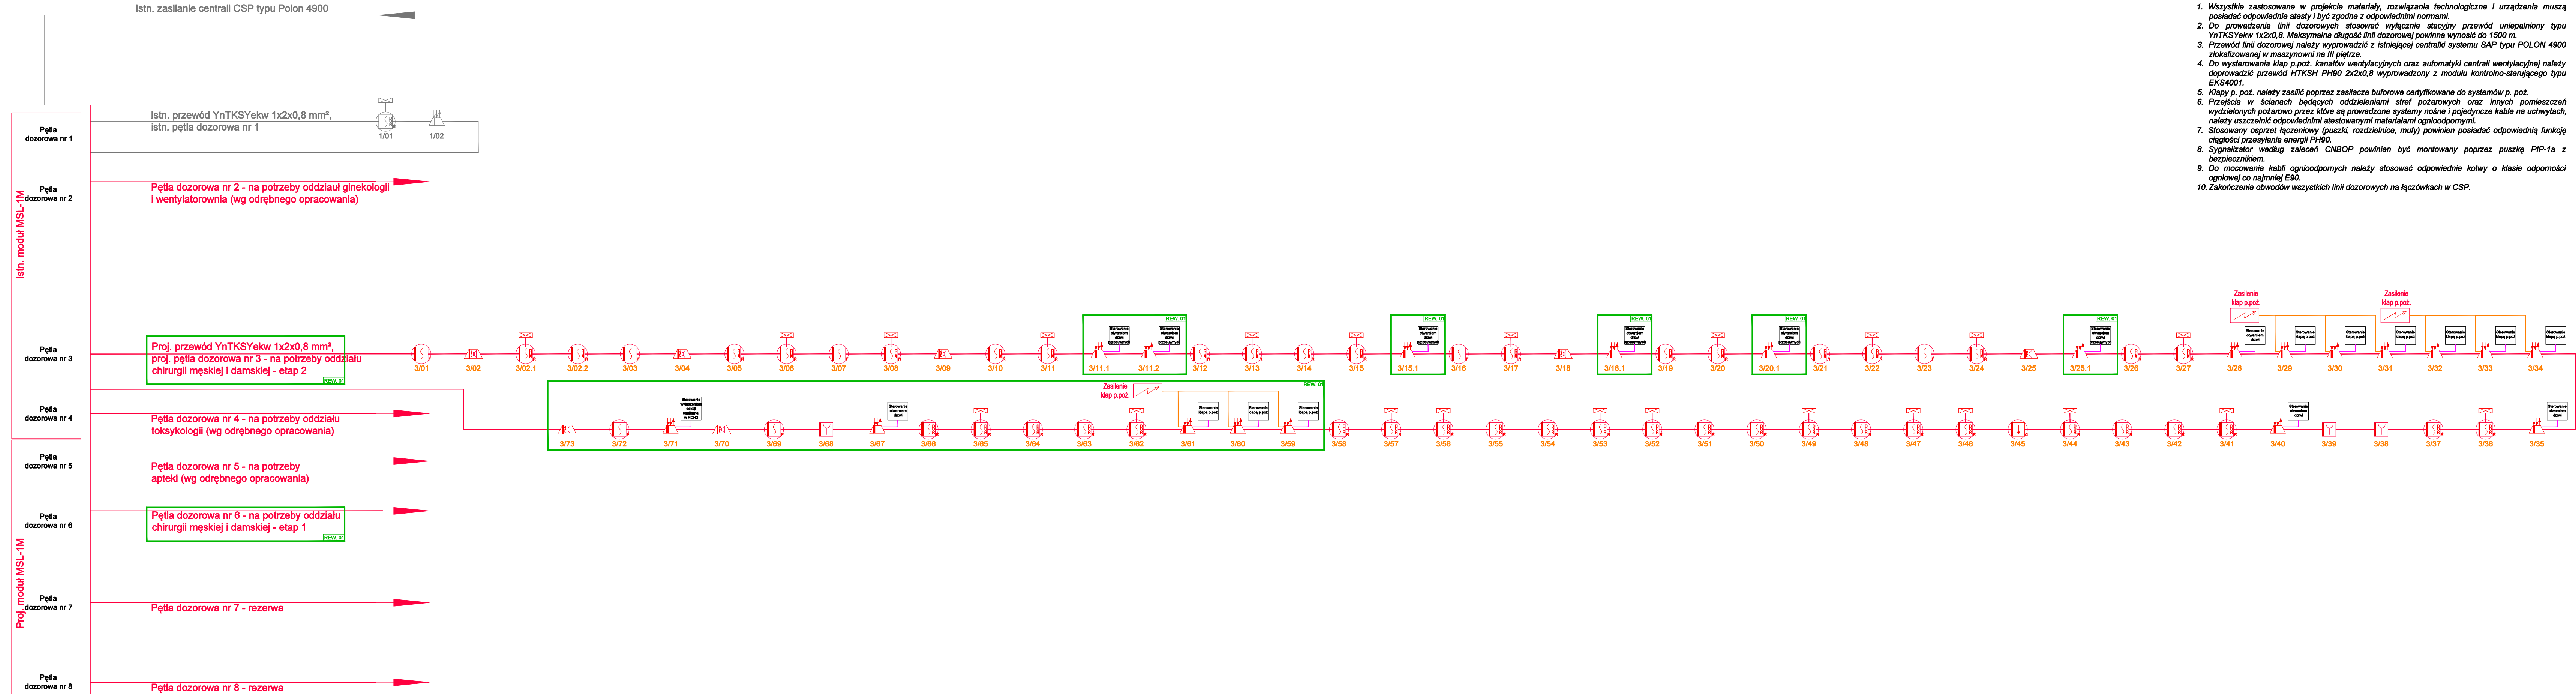 Istn. zasilanie centrali CSP typu Polon 4900
1. Wszystkie zastosowane w projekcie materiały, rozwiązania technologiczne i urządzenia muszą
posiadać odpowiednie atesty i być zgodne z odpowiednimi normami.
2. Do prowadzenia linii dozorowych stosować wyłącznie stacyjny przewód uniepalniony typu
YnTKSYekw 1x2x0,8. Maksymalna długość linii dozorowej powinna wynosić do 1500 m.
3. Przewód linii dozorowej należy wyprowadzić z istniejącej centralki systemu SAP typu POLON 4900
zlokalizowanej w maszynowni na III piętrze.
4. Do wysterowania klap p.poż. kanałów wentylacyjnych oraz automatyki centrali wentylacyjnej należy
doprowadzić przewód HTKSH PH90 2x2x0,8 wyprowadzony z modułu kontrolno-sterującego typu
EKS4001.
5. Klapy p. poż. należy zasilić poprzez zasilacze buforowe certyfikowane do systemów p. poż.
6. Przejścia w ścianach będących oddzieleniami stref pożarowych oraz innych pomieszczeń
wydzielonych pożarowo przez które są prowadzone systemy nośne i pojedyncze kable na uchwytach,
należy uszczelnić odpowiednimi atestowanymi materiałami ognioodpornymi.
7. Stosowany osprzęt łączeniowy (puszki, rozdzielnice, mufy) powinien posiadać odpowiednią funkcję
ciągłości przesyłania energii PH90.
8. Sygnalizator według zaleceń CNBOP powinien być montowany poprzez puszkę PIP-1a z
bezpiecznikiem.
9. Do mocowania kabli ognioodpornych należy stosować odpowiednie kotwy o klasie odporności
ogniowej co najmniej E90.
10. Zakończenie obwodów wszystkich linii dozorowych na łączówkach w CSP.
Istn. moduł MSL-1M
Pętla
dozorowa nr 1
Istn. przewód YnTKSYekw 1x2x0,8 mm²,
istn. pętla dozorowa nr 1
1/01
1/02
Pętla
dozorowa nr 2
Pętla dozorowa nr 2 - na potrzeby oddziauł ginekologii
i wentylatorownia (wg odrębnego opracowania)
Pętla
dozorowa nr 3
Proj. przewód YnTKSYekw 1x2x0,8 mm²,
proj. pętla dozorowa nr 3 - na potrzeby oddziału
chirurgii męskiej i damskiej - etap 2
REW. 01
REW. 01
REW. 01
REW. 01
REW. 01
REW. 01
Zasilenie
klap p.poż.
Zasilenie
klap p.poż.
3/01 3/02 3/02.1 3/02.2 3/03 3/04 3/05 3/06 3/07 3/08 3/09 3/10 3/11 3/11.1 3/11.2 3/12 3/13 3/14 3/15 3/15.1 3/16 3/17 3/18 3/18.1 3/19 3/20 3/20.1 3/21 3/22 3/23 3/24 3/25 3/25.1 3/26 3/27 3/28 3/29 3/30 3/31 3/32 3/33 3/34
Pętla
dozorowa nr 4
Pętla dozorowa nr 4 - na potrzeby oddziału
toksykologii (wg odrębnego opracowania)
Zasilenie
klap p.poż.
REW. 01
3/73 3/72 3/71 3/70 3/69 3/68 3/67 3/66 3/65 3/64 3/63 3/62 3/61 3/60 3/59 3/58 3/57 3/56 3/55 3/54 3/53 3/52 3/51 3/50 3/49 3/48 3/47 3/46 3/45 3/44 3/43 3/42 3/41 3/40 3/39 3/38 3/37 3/36 3/35
Proj. moduł MSL-1M
Pętla
dozorowa nr 5
Pętla dozorowa nr 5 - na potrzeby
apteki (wg odrębnego opracowania)
Pętla
dozorowa nr 6
Pętla dozorowa nr 6 - na potrzeby oddziału
chirurgii męskiej i damskiej - etap 1
REW. 01
Pętla
dozorowa nr 7
Pętla dozorowa nr 7 - rezerwa
Pętla
dozorowa nr 8
Pętla dozorowa nr 8 - rezerwa